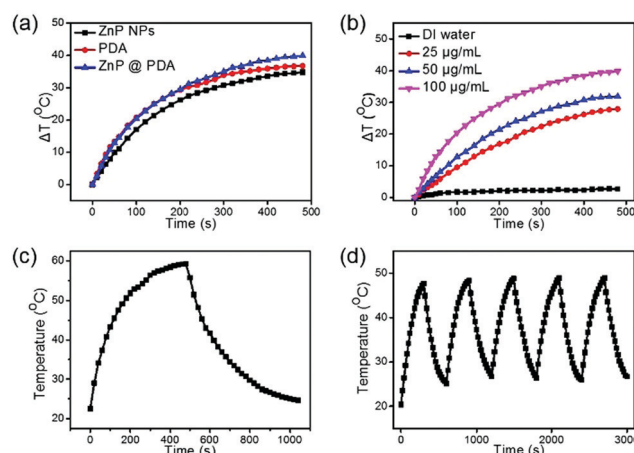 (a)
ZnP NPs
PDA
ZnP @ PDA
ΔT (°C)
50
40
30
20
10
0
0 100 200 300 400 500
Time (s)
(b)
DI water
25 μg/mL
50 μg/mL
100 μg/mL
ΔT (°C)
50
40
30
20
10
0
0 100 200 300 400 500
Time (s)
(c)
Temperature (°C)
60
50
40
30
20
0 200 400 600 800 1000
Time (s)
(d)
Temperature (°C)
60
50
40
30
20
0 1000 2000 3000
Time (s)